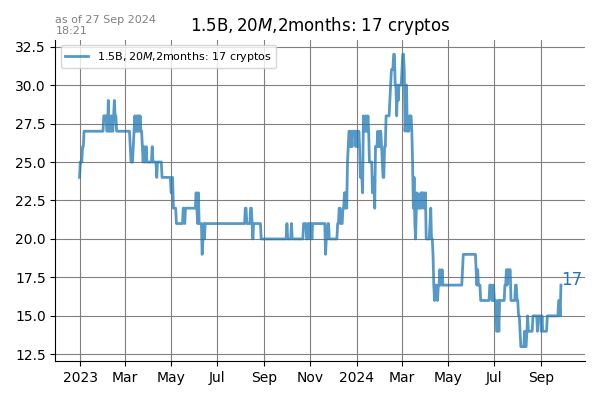 as of 27 Sep 2024
18:21
1.5B, 20M,2months: 17 cryptos
1.5B, 20M,2months: 17 cryptos
32.5
30.0
27.5
25.0
22.5
20.0
17.5
15.0
12.5
17
2023 Mar May Jul Sep Nov 2024 Mar May Jul Sep